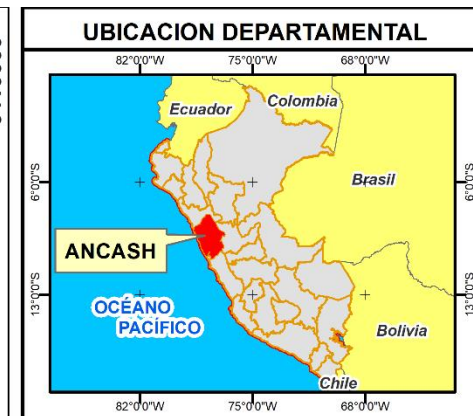 UBICACION DEPARTAMENTAL
82°0'0"W 75°0'0"W 68°0'0"W
Ecuador
Colombia
6°0'0"S
6°0'0"S
Brasil
ANCASH
13°0'0"S
13°0'0"S
OCÉANO
PACÍFICO
Bolivia
Chile
82°0'0"W 75°0'0"W 68°0'0"W